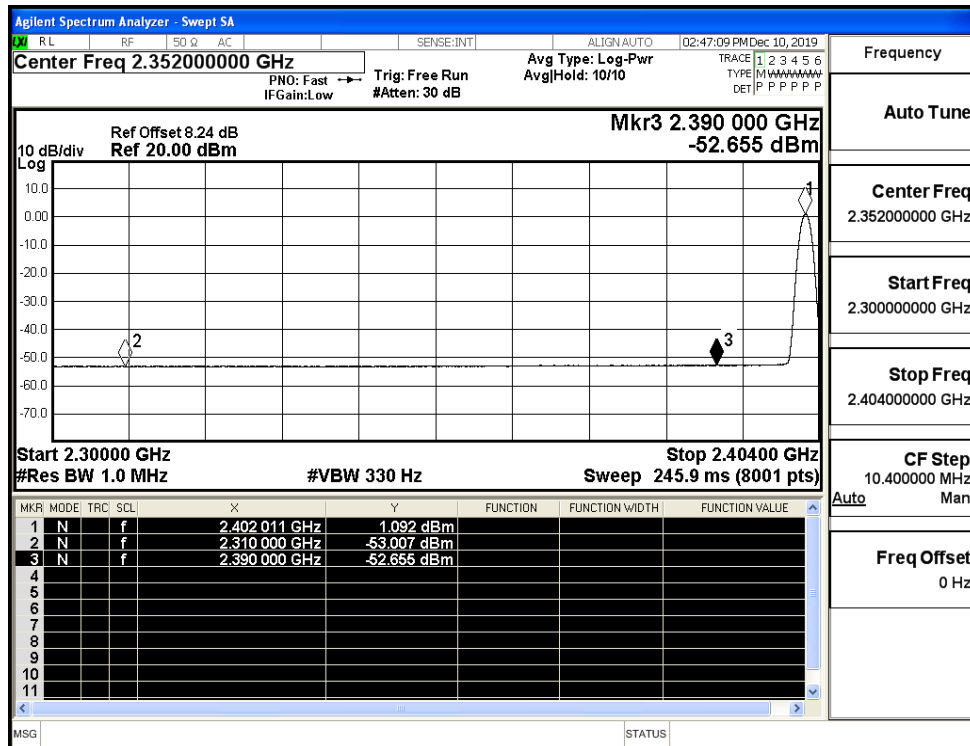 Agilent Spectrum Analyzer - Swept SA
LXI RL RF 50 Ω AC SENSE:INT ALIGN AUTO 02:47:09 PM Dec 10, 2019
Center Freq 2.352000000 GHz
PNO: Fast
IFGain:Low
Trig: Free Run
#Atten: 30 dB
Avg Type: Log-Pwr
Avg|Hold: 10/10
TRACE 1 2 3 4 5 6
TYPE M W W W W W
DET P P P P P P
Ref Offset 8.24 dB
10 dB/div Ref 20.00 dBm
Log
Mkr3 2.390 000 GHz
-52.655 dBm
10.0
0.00
-10.0
-20.0
-30.0
-40.0
-50.0
-60.0
-70.0
1
2
3
Start 2.30000 GHz Stop 2.40400 GHz
#Res BW 1.0 MHz #VBW 330 Hz Sweep 245.9 ms (8001 pts)
MKR MODE TRC SCL X Y FUNCTION FUNCTION WIDTH FUNCTION VALUE
1 N f 2.402 011 GHz 1.092 dBm
2 N f 2.310 000 GHz -53.007 dBm
3 N f 2.390 000 GHz -52.655 dBm
4
5
6
7
8
9
10
11
MSG STATUS
Frequency
Auto Tune
Center Freq
2.352000000 GHz
Start Freq
2.300000000 GHz
Stop Freq
2.404000000 GHz
CF Step
10.400000 MHz
Auto Man
Freq Offset
0 Hz